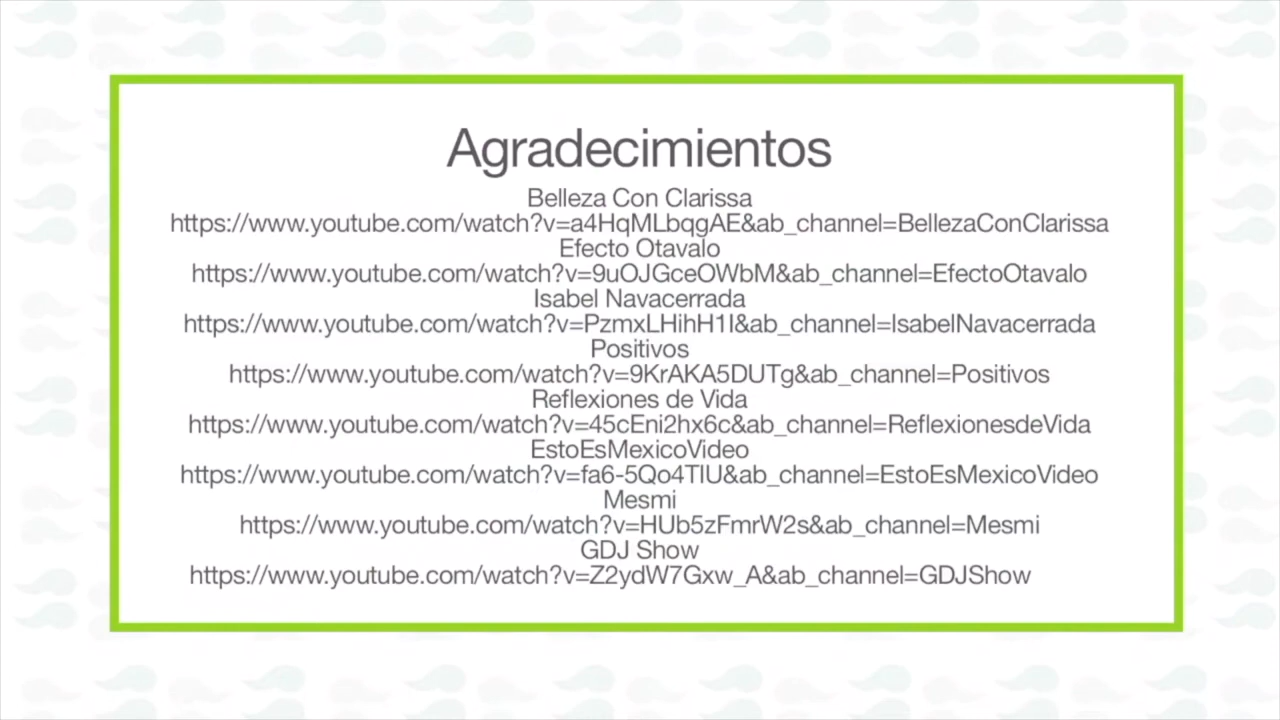 Agradecimientos
Belleza Con Clarissa
https://www.youtube.com/watch?v=a4HqMLbqgAE&ab_channel=BellezaConClarissa
Efecto Otavalo
https://www.youtube.com/watch?v=9uOJGceOWbM&ab_channel=EfectoOtavalo
Isabel Navacerrada
https://www.youtube.com/watch?v=PzmxLHihH1I&ab_channel=IsabelNavacerrada
Positivos
https://www.youtube.com/watch?v=9KrAKA5DUTg&ab_channel=Positivos
Reflexiones de Vida
https://www.youtube.com/watch?v=45cEni2hx6c&ab_channel=ReflexionesdeVida
EstoEsMexicoVideo
https://www.youtube.com/watch?v=fa6-5Qo4TIU&ab_channel=EstoEsMexicoVideo
Mesmi
https://www.youtube.com/watch?v=HUb5zFmrW2s&ab_channel=Mesmi
GDJ Show
https://www.youtube.com/watch?v=Z2ydW7Gxw_A&ab_channel=GDJShow